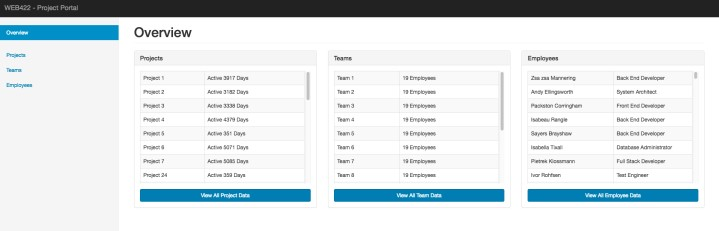 WEB422 - Project Portal
Overview
Projects
Teams
Employees
Overview
Projects
Project 1 Active 3917 Days
Project 2 Active 3182 Days
Project 3 Active 3338 Days
Project 4 Active 4379 Days
Project 5 Active 351 Days
Project 6 Active 5071 Days
Project 7 Active 5085 Days
Project 24 Active 359 Days
View All Project Data
Teams
Team 1 19 Employees
Team 2 19 Employees
Team 3 19 Employees
Team 4 19 Employees
Team 5 19 Employees
Team 6 19 Employees
Team 7 19 Employees
Team 8 19 Employees
View All Team Data
Employees
Zsa zsa Mannering Back End Developer
Andy Ellingsworth System Architect
Packston Corringham Front End Developer
Isabeau Rangle Back End Developer
Sayers Brayshaw Back End Developer
Isabella Tixall Database Administrator
Pietrek Klossmann Full Stack Developer
Ivor Rohfsen Test Engineer
View All Employee Data